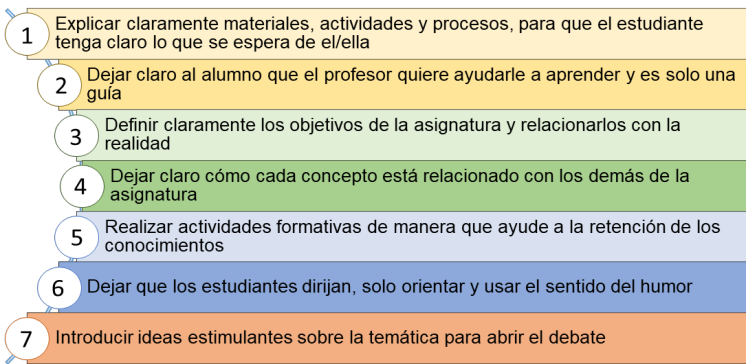 1
Explicar claramente materiales, actividades y procesos, para que el estudiante
tenga claro lo que se espera de el/ella
2
Dejar claro al alumno que el profesor quiere ayudarle a aprender y es solo una
guía
3
Definir claramente los objetivos de la asignatura y relacionarlos con la
realidad
4
Dejar claro cómo cada concepto está relacionado con los demás de la
asignatura
5
Realizar actividades formativas de manera que ayude a la retención de los
conocimientos
6
Dejar que los estudiantes dirijan, solo orientar y usar el sentido del humor
7
Introducir ideas estimulantes sobre la temática para abrir el debate